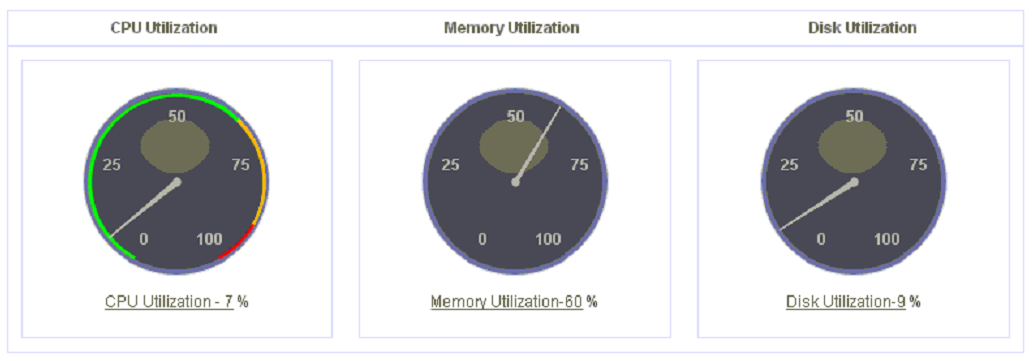 CPU Utilization Memory Utilization Disk Utilization
50 50 50
25 75 25 75 25 75
0 100 0 100 0 100
CPU Utilization - 7 % Memory Utilization-60 % Disk Utilization-9 %